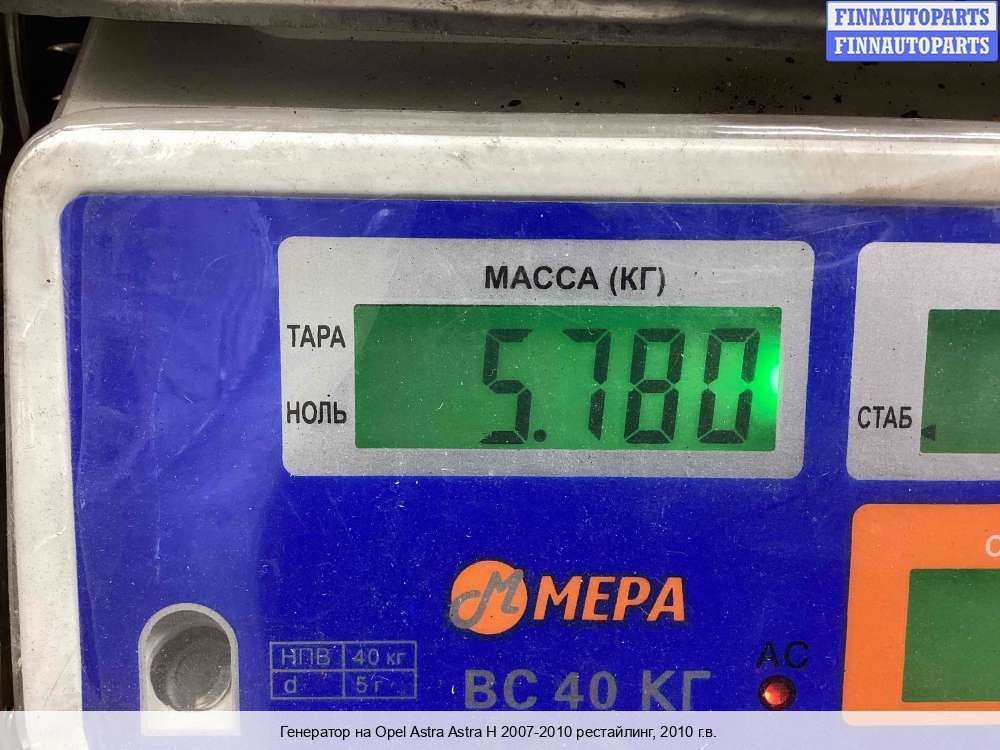 FINNAUTOPARTS
FINNAUTOPARTS
МАССА (КГ)
ТАРА
5.780
НОЛЬ
СТАБ
МЕРА
НПВ 40 кг
d 5 г
ВС 40 КГ
AC
Генератор на Opel Astra Astra H 2007-2010 рестайлинг, 2010 г.в.